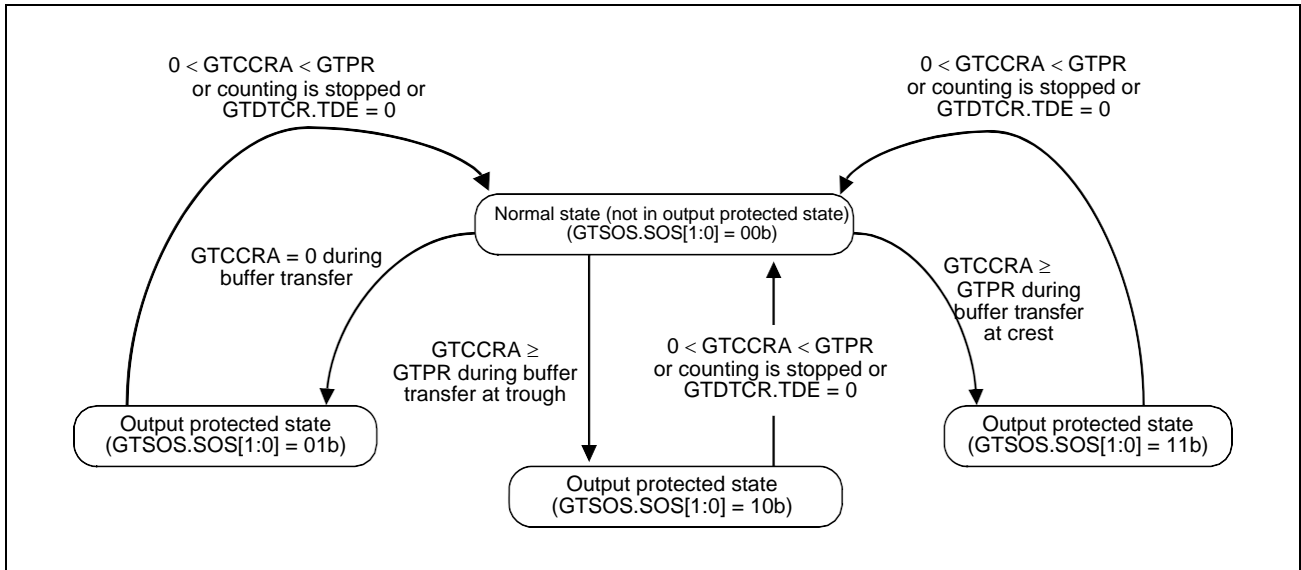 0 < GTCCRA < GTPR
or counting is stopped or
GTDTCR.TDE = 0
0 < GTCCRA < GTPR
or counting is stopped or
GTDTCR.TDE = 0
Normal state (not in output protected state)
(GTSOS.SOS[1:0] = 00b)
GTCCRA = 0 during
buffer transfer
GTCCRA ≥
GTPR during buffer
transfer at trough
0 < GTCCRA < GTPR
or counting is stopped or
GTDTCR.TDE = 0
GTCCRA ≥
GTPR during
buffer transfer
at crest
Output protected state
(GTSOS.SOS[1:0] = 01b)
Output protected state
(GTSOS.SOS[1:0] = 10b)
Output protected state
(GTSOS.SOS[1:0] = 11b)